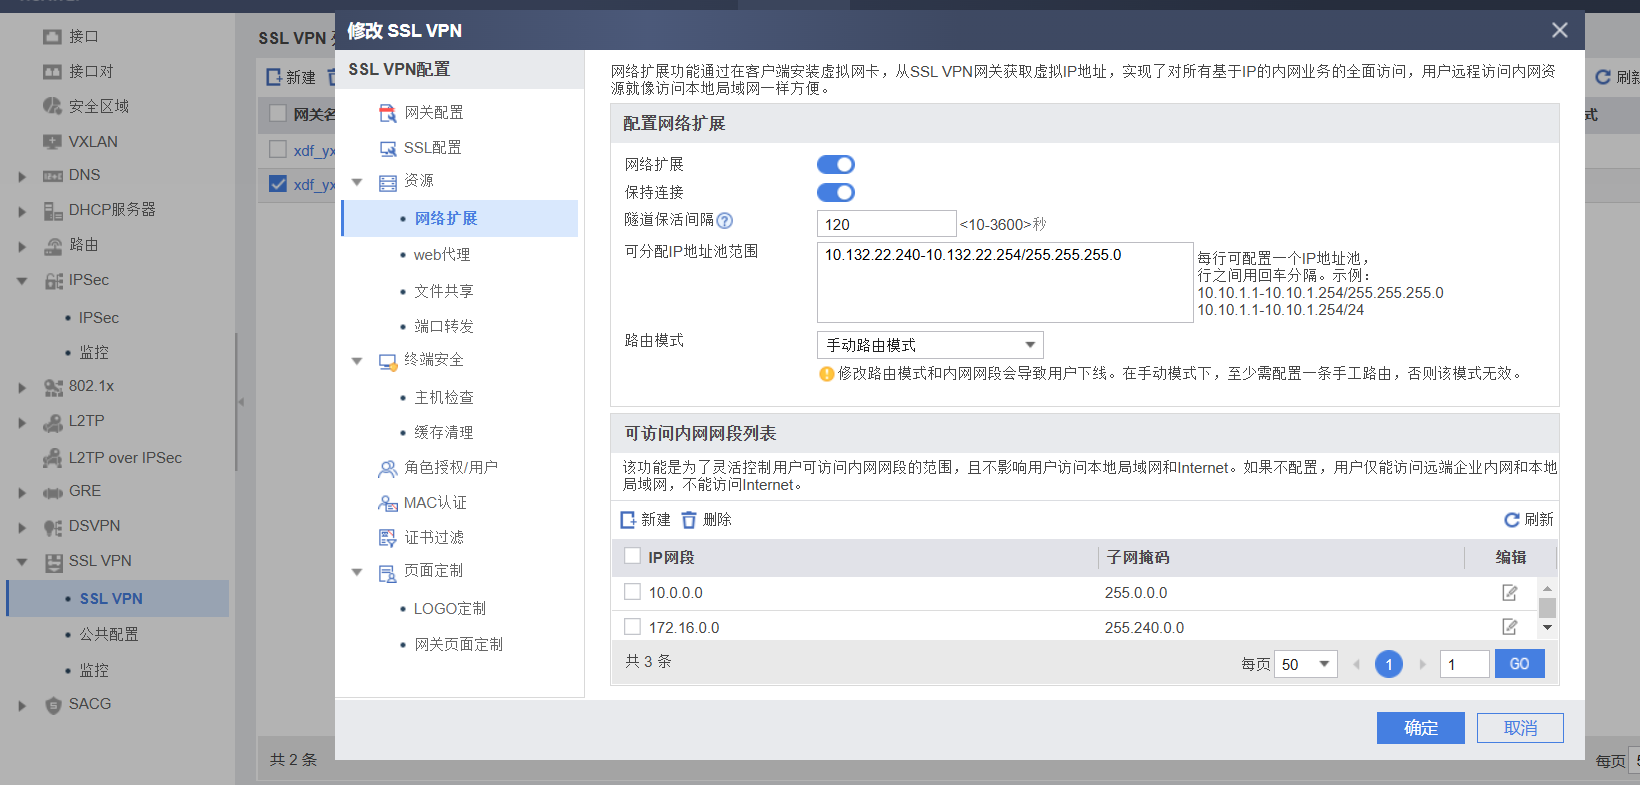 接口
接口对
安全区域
VXLAN
DNS
DHCP服务器
路由
IPSec
IPSec
监控
802.1x
L2TP
L2TP over IPSec
GRE
DSVPN
SSL VPN
SSL VPN
公共配置
监控
SACG
SSL VPN
新建
网关名
xdf_yx
xdf_yx
共 2 条
刷新
式
每页
修改 SSL VPN
SSL VPN配置
网关配置
SSL配置
资源
网络扩展
web代理
文件共享
端口转发
终端安全
主机检查
缓存清理
角色授权/用户
MAC认证
证书过滤
页面定制
LOGO定制
网关页面定制
网络扩展功能通过在客户端安装虚拟网卡，从SSL VPN网关获取虚拟IP地址，实现了对所有基于IP的内网业务的全面访问，用户远程访问内网资
源就像访问本地局域网一样方便。
配置网络扩展
网络扩展
保持连接
隧道保活间隔 120 <10-3600>秒
可分配IP地址池范围 10.132.22.240-10.132.22.254/255.255.255.0
每行可配置一个IP地址池，
行之间用回车分隔。示例：
10.10.1.1-10.10.1.254/255.255.255.0
10.10.1.1-10.10.1.254/24
路由模式 手动路由模式
修改路由模式和内网网段会导致用户下线。在手动模式下，至少需配置一条手工路由，否则该模式无效。
可访问内网网段列表
该功能是为了灵活控制用户可访问内网网段的范围，且不影响用户访问本地局域网和Internet。如果不配置，用户仅能访问远端企业内网和本地
局域网，不能访问Internet。
新建 删除 刷新
IP网段 子网掩码 编辑
10.0.0.0 255.0.0.0
172.16.0.0 255.240.0.0
共 3 条 每页 50 1 1 GO
确定 取消